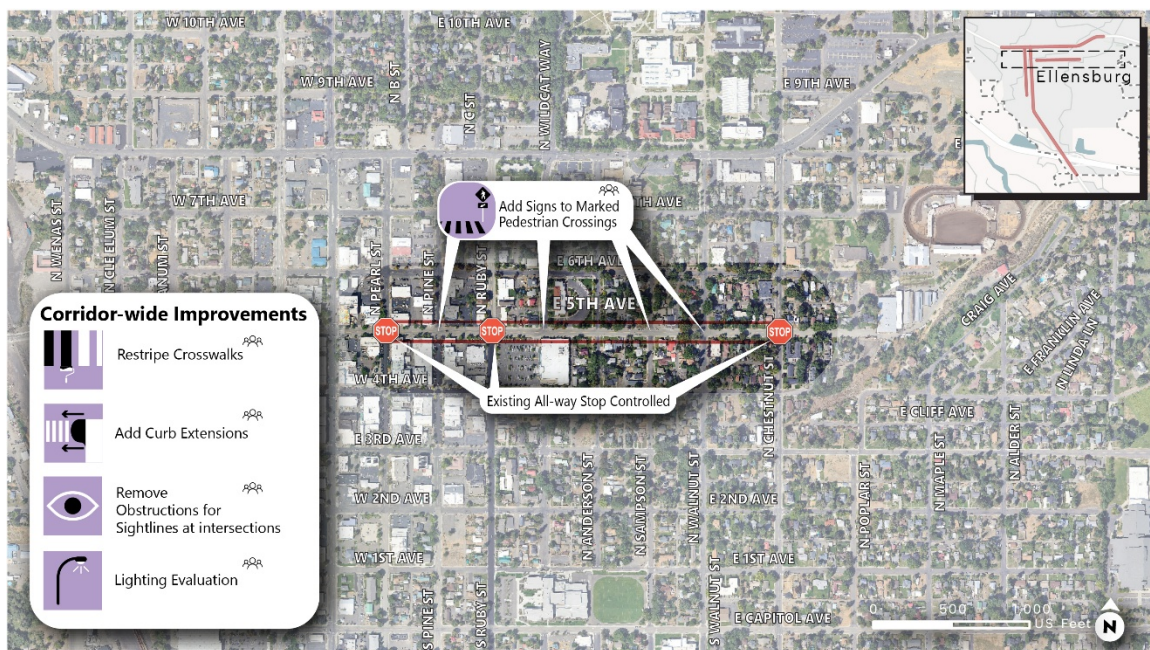 W 10TH AVE
E 10TH AVE
W 9TH AVE
N B ST
N C ST
N WILDCAT WAY
E 9TH AVE
Ellensburg
W 7TH AVE
N WENAS ST
N CLE ELUM ST
N PEARL ST
N PINE ST
N RUBY ST
Add Signs to Marked
Pedestrian Crossings
E 6TH AVE
E 5TH AVE
STOP
STOP
STOP
W 4TH AVE
Existing All-way Stop Controlled
N CHESTNUT ST
CRAIG AVE
E FRANKLIN AVE
N LINDA LN
Corridor-wide Improvements
Restripe Crosswalks
Add Curb Extensions
Remove
Obstructions for
Sightlines at intersections
Lighting Evaluation
E 3RD AVE
E CLIFF AVE
W 2ND AVE
E 2ND AVE
N ANDERSON ST
N SAMPSON ST
N WALNUT ST
N POPLAR ST
N MAPLE ST
N ALDER ST
W 1ST AVE
E 1ST AVE
S PINE ST
S RUBY ST
S WALNUT ST
E CAPITOL AVE
0 500 1,000
US Feet
N